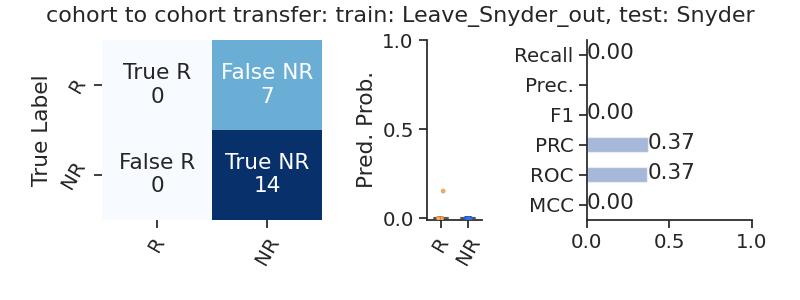 cohort to cohort transfer: train: Leave_Snyder_out, test: Snyder
True Label
R
NR
True R
0
False NR
7
False R
0
True NR
14
R
NR
Pred. Prob.
1.0
0.5
0.0
R
NR
Recall
0.00
Prec.
F1
0.00
PRC
0.37
ROC
0.37
MCC
0.00
0.0
0.5
1.0